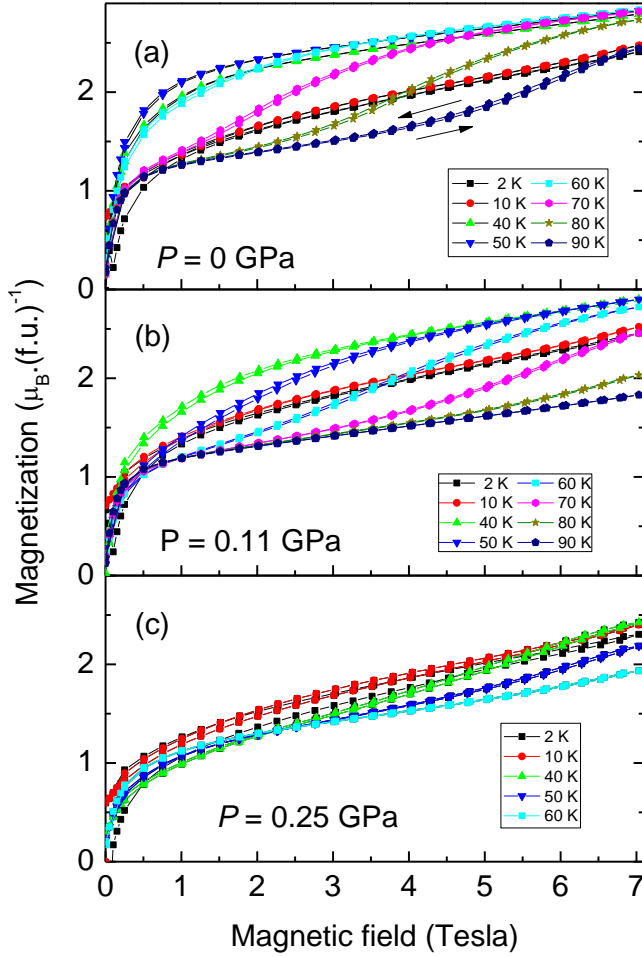 Magnetization (μB.(f.u.)-1)
(a)
2
1
0
P = 0 GPa
2 K 60 K
10 K 70 K
40 K 80 K
50 K 90 K
(b)
2
1
0
P = 0.11 GPa
2 K 60 K
10 K 70 K
40 K 80 K
50 K 90 K
(c)
2
1
0
P = 0.25 GPa
2 K
10 K
40 K
50 K
60 K
0 1 2 3 4 5 6 7
Magnetic field (Tesla)